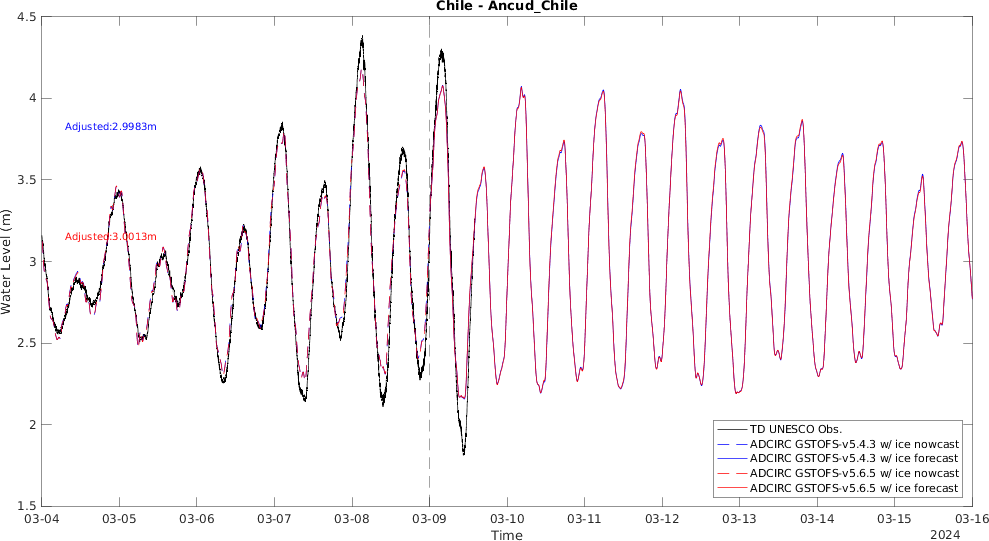 Chile - Ancud_Chile
4.5
4
3.5
3
2.5
2
1.5
Water Level (m)
Adjusted:2.9983m
Adjusted:3.0013m
TD UNESCO Obs.
ADCIRC GSTOFS-v5.4.3 w/ ice nowcast
ADCIRC GSTOFS-v5.4.3 w/ ice forecast
ADCIRC GSTOFS-v5.6.5 w/ ice nowcast
ADCIRC GSTOFS-v5.6.5 w/ ice forecast
03-04 03-05 03-06 03-07 03-08 03-09 03-10 03-11 03-12 03-13 03-14 03-15 03-16
Time
2024